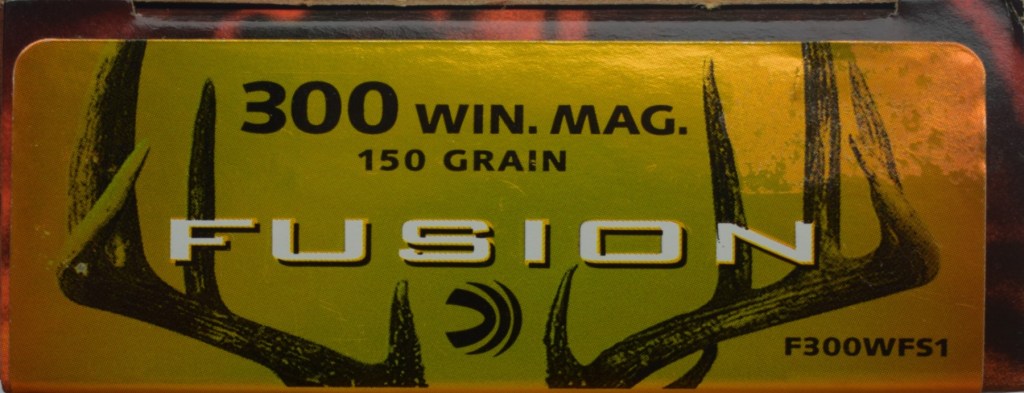 300 WIN. MAG.
150 GRAIN
FUSION
F300WFS1